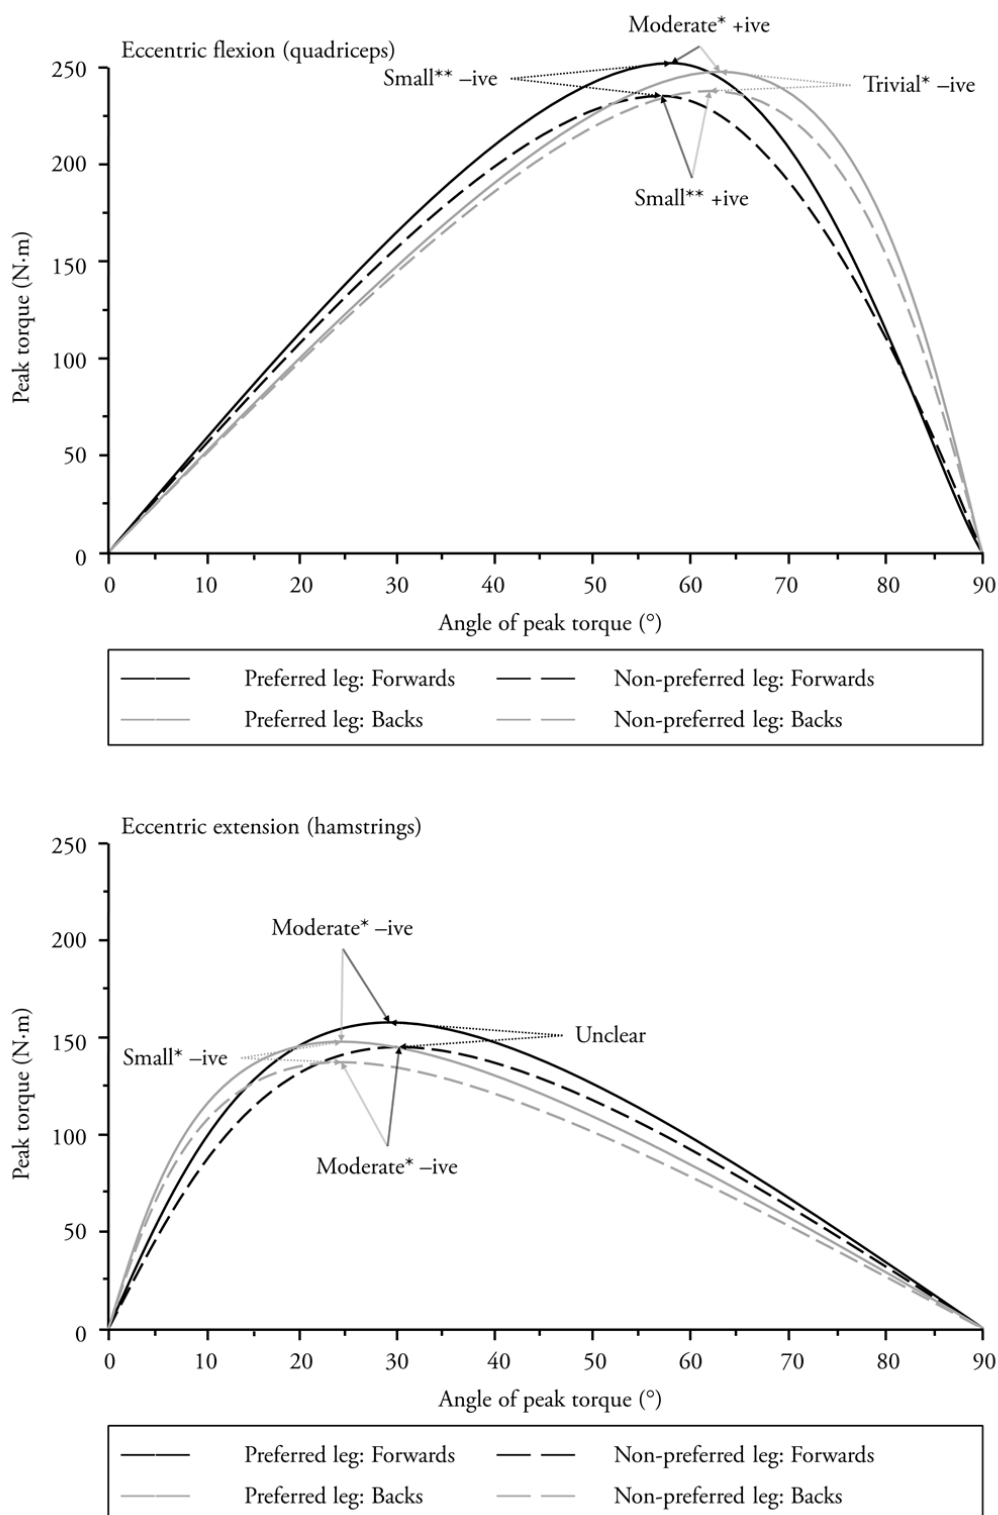 Moderate* +ive
Eccentric flexion (quadriceps)
Small** –ive
Trivial* –ive
Small** +ive
250
200
150
100
50
0
Peak torque (N·m)
0 10 20 30 40 50 60 70 80 90
Angle of peak torque (°)
Preferred leg: Forwards Non-preferred leg: Forwards
Preferred leg: Backs Non-preferred leg: Backs
Eccentric extension (hamstrings)
250
200
150
100
50
0
Peak torque (N·m)
Moderate* –ive
Unclear
Small* –ive
Moderate* –ive
0 10 20 30 40 50 60 70 80 90
Angle of peak torque (°)
Preferred leg: Forwards Non-preferred leg: Forwards
Preferred leg: Backs Non-preferred leg: Backs